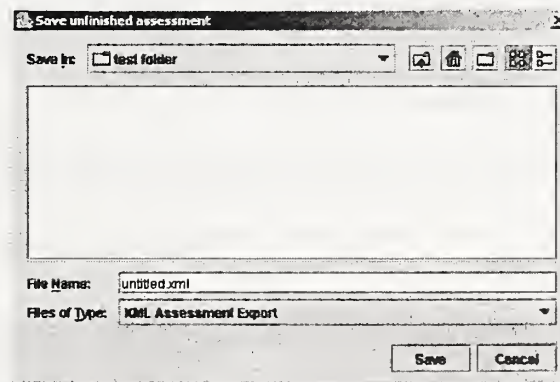 Save unfinished assessment
Save In: test folder
File Name: untitled.xml
Files of Type: XML Assessment Export
Save Cancel